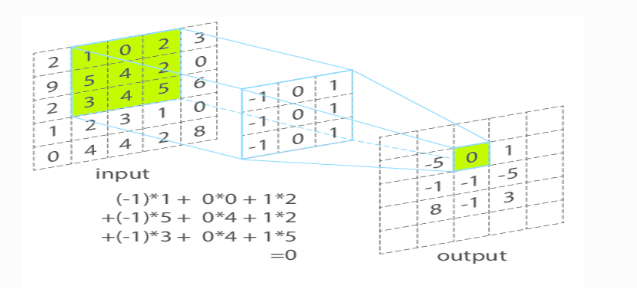 2 1 0 2 3
9 5 4 2 0
2 3 4 5 6
1 2 3 1 0
0 4 4 2 8
input
-1 0 1
-1 0 1
-1 0 1
-5 0 1
-1 -1 -5
8 -1 3
output
(-1)*1 + 0*0 + 1*2
+(-1)*5 + 0*4 + 1*2
+(-1)*3 + 0*4 + 1*5
=0